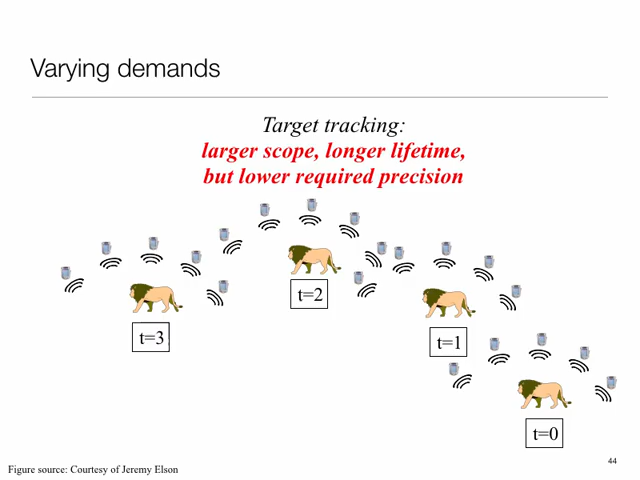 Varying demands
Target tracking:
larger scope, longer lifetime,
but lower required precision
t=2
t=3
t=1
t=0
44
Figure source: Courtesy of Jeremy Elson